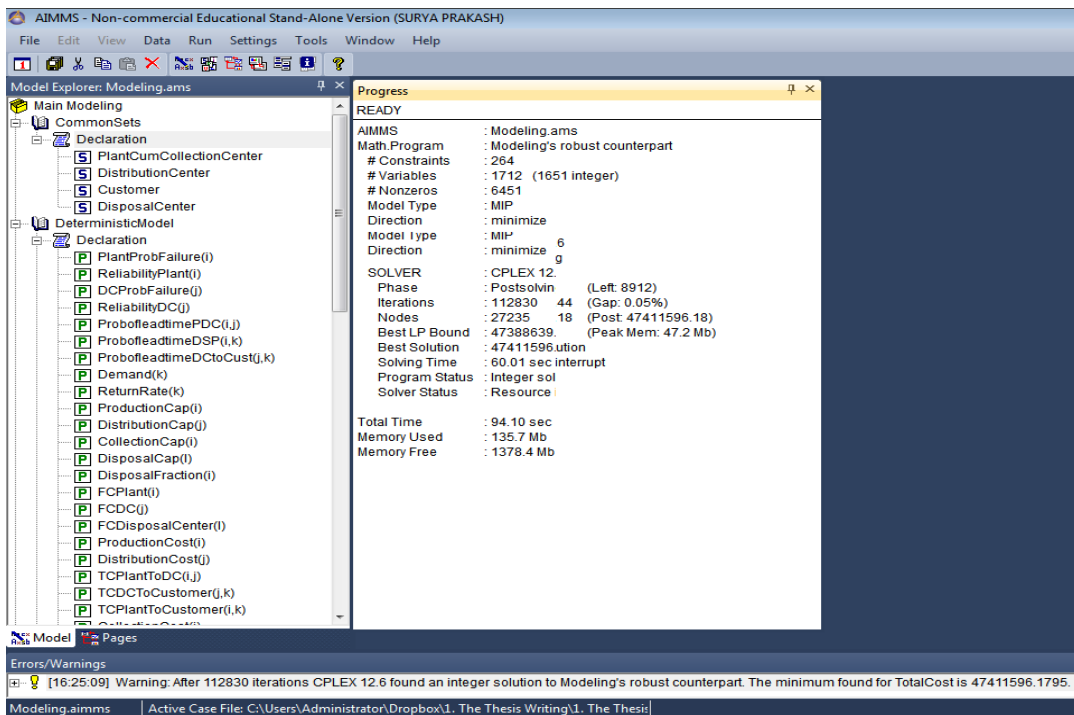 AIMMS - Non-commercial Educational Stand-Alone Version (SURYA PRAKASH)
File Edit View Data Run Settings Tools Window Help
Model Explorer: Modeling.ams
Main Modeling
CommonSets
Declaration
S PlantCumCollectionCenter
S DistributionCenter
S Customer
S DisposalCenter
DeterministicModel
Declaration
P PlantProbFailure(i)
P ReliabilityPlant(i)
P DCProbFailure(j)
P ReliabilityDC(j)
P ProbofleadtimePDC(i,j)
P ProbofleadtimeDSP(i,k)
P ProbofleadtimeDCtoCust(j,k)
P Demand(k)
P ReturnRate(k)
P ProductionCap(i)
P DistributionCap(j)
P CollectionCap(i)
P DisposalCap(l)
P DisposalFraction(i)
P FCPlant(i)
P FCDC(j)
P FCDisposalCenter(l)
P ProductionCost(i)
P DistributionCost(j)
P TCPlantToDC(i,j)
P TCDCToCustomer(j,k)
P TCPlantToCustomer(i,k)
Model Pages
Progress
READY
AIMMS : Modeling.ams
Math.Program : Modeling's robust counterpart
# Constraints : 264
# Variables : 1712 (1651 integer)
# Nonzeros : 6451
Model Type : MIP
Direction : minimize
Model Type : MIP
Direction : minimize 6
g
SOLVER : CPLEX 12.
Phase : Postsolvin (Left: 8912)
Iterations : 112830 44 (Gap: 0.05%)
Nodes : 27235 18 (Post: 47411596.18)
Best LP Bound : 47388639. (Peak Mem: 47.2 Mb)
Best Solution : 47411596.ution
Solving Time : 60.01 sec interrupt
Program Status : Integer sol
Solver Status : Resource
Total Time : 94.10 sec
Memory Used : 135.7 Mb
Memory Free : 1378.4 Mb
Errors/Warnings
[16:25:09] Warning: After 112830 iterations CPLEX 12.6 found an integer solution to Modeling's robust counterpart. The minimum found for TotalCost is 47411596.1795.
Modeling.aimms Active Case File: C:\Users\Administrator\Dropbox\1. The Thesis Writing\1. The Thesis